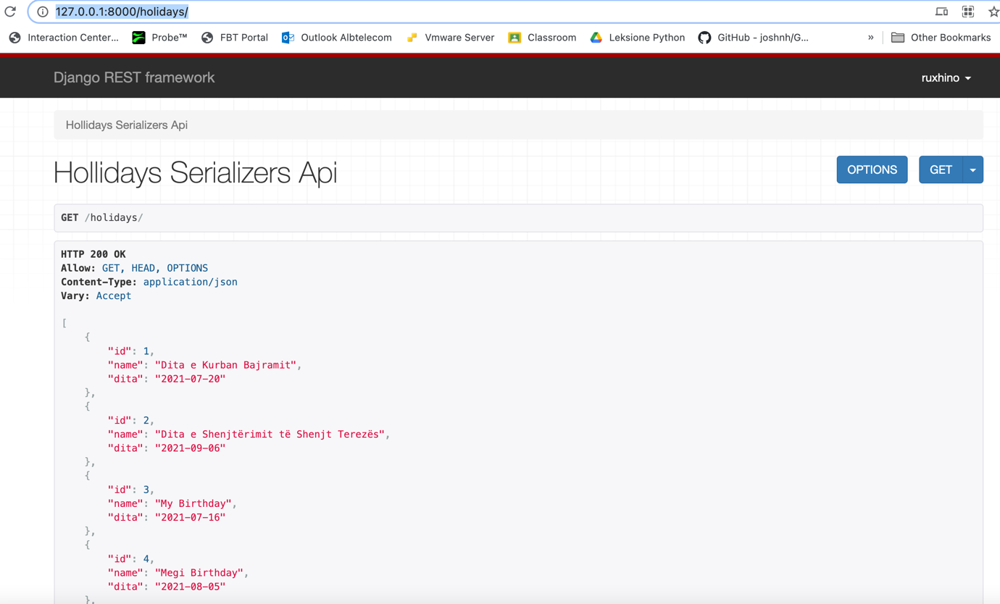 127.0.0.1:8000/holidays/
Interaction Center... Probe™ FBT Portal Outlook Albtelecom Vmware Server Classroom Leksione Python GitHub - joshnh/G... » Other Bookmarks
Django REST framework ruxhino
Hollidays Serializers Api
Hollidays Serializers Api OPTIONS GET
GET /holidays/
HTTP 200 OK
Allow: GET, HEAD, OPTIONS
Content-Type: application/json
Vary: Accept
[
    {
        "id": 1,
        "name": "Dita e Kurban Bajramit",
        "dita": "2021-07-20"
    },
    {
        "id": 2,
        "name": "Dita e Shenjtërimit të Shenjt Terezës",
        "dita": "2021-09-06"
    },
    {
        "id": 3,
        "name": "My Birthday",
        "dita": "2021-07-16"
    },
    {
        "id": 4,
        "name": "Megi Birthday",
        "dita": "2021-08-05"
    },